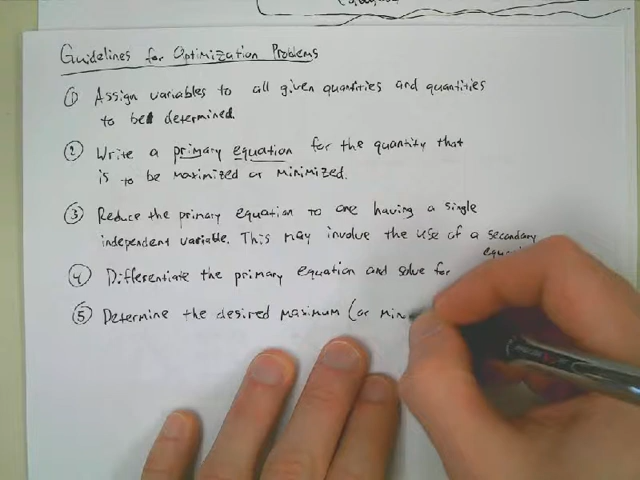 Guidelines for Optimization Problems
① Assign variables to all given quantities and quantities
to be determined.
② Write a primary equation for the quantity that
is to be maximized or minimized.
③ Reduce the primary equation to one having a single
independent variable. This may involve the use of a secondary
④ Differentiate the primary equation and solve for
⑤ Determine the desired maximum (or min